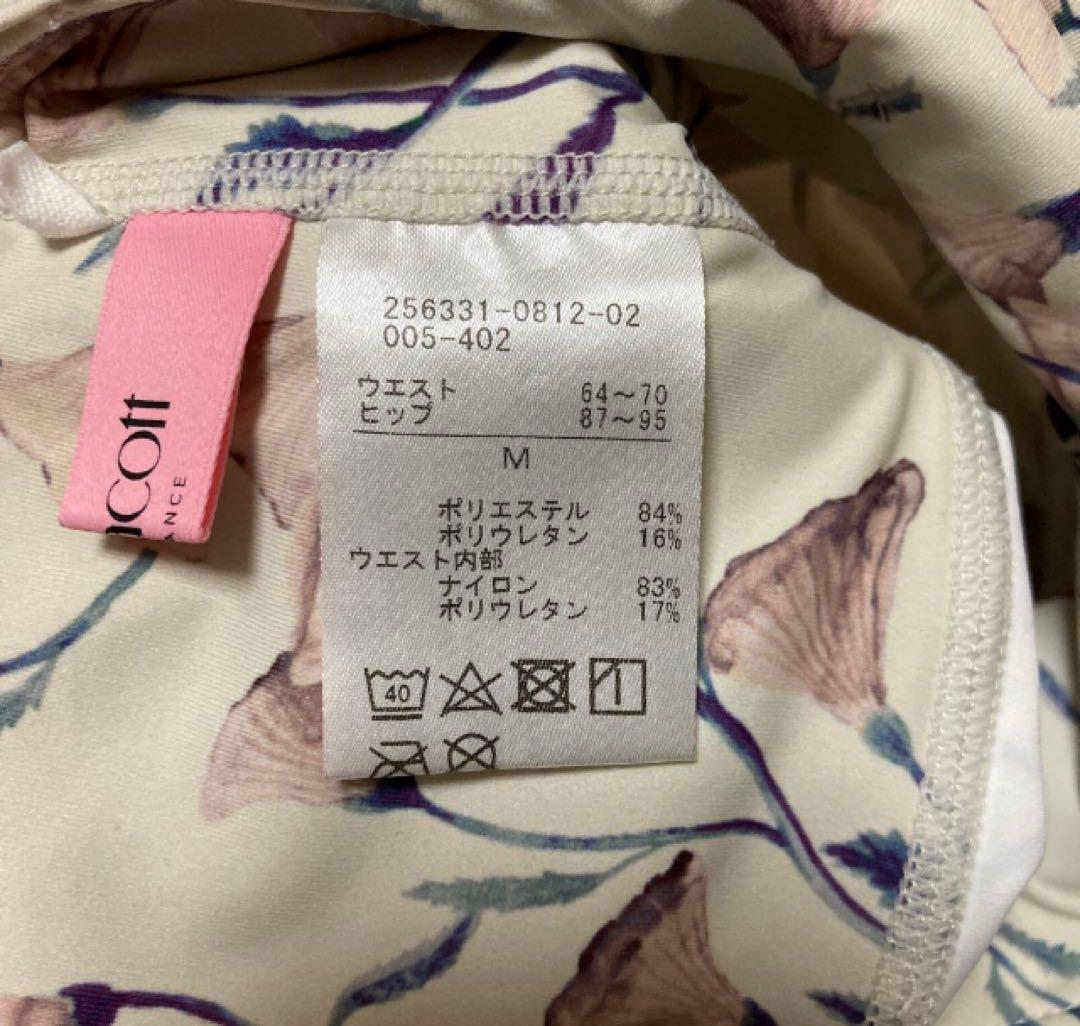 256331-0812-02
005-402
ウエスト 64～70
ヒップ 87～95
M
ポリエステル 84%
ポリウレタン 16%
ウエスト内部
ナイロン 83%
ポリウレタン 17%
40